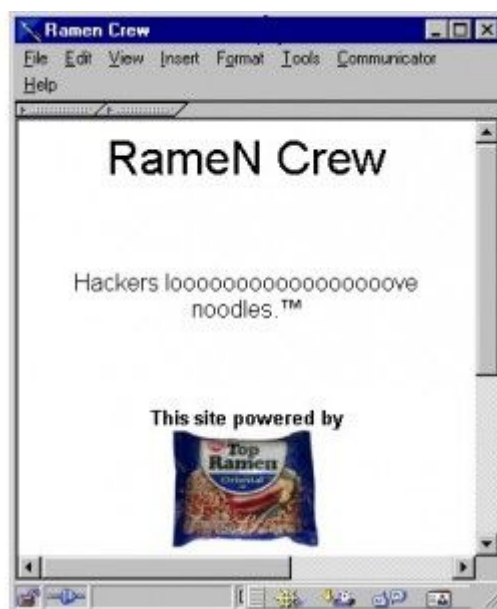 Ramen Crew
File Edit View Insert Format Tools Communicator
Help
RameN Crew
Hackers looooooooooooooooooove
noodles.™
This site powered by
Top
Ramen
Oriental